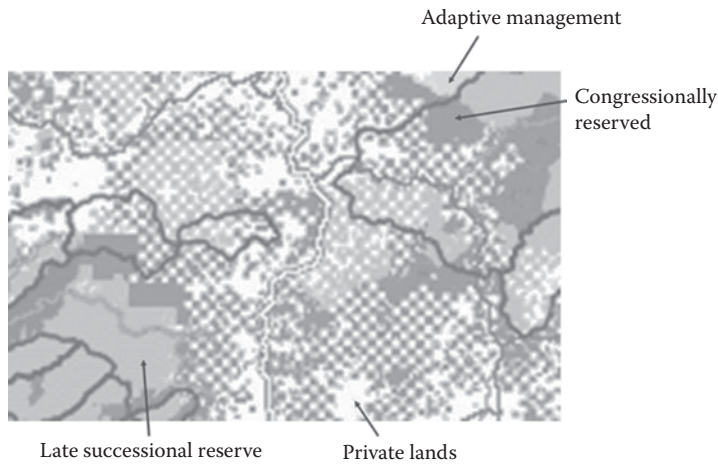 Adaptive management
Congressionally
reserved
Late successional reserve
Private lands